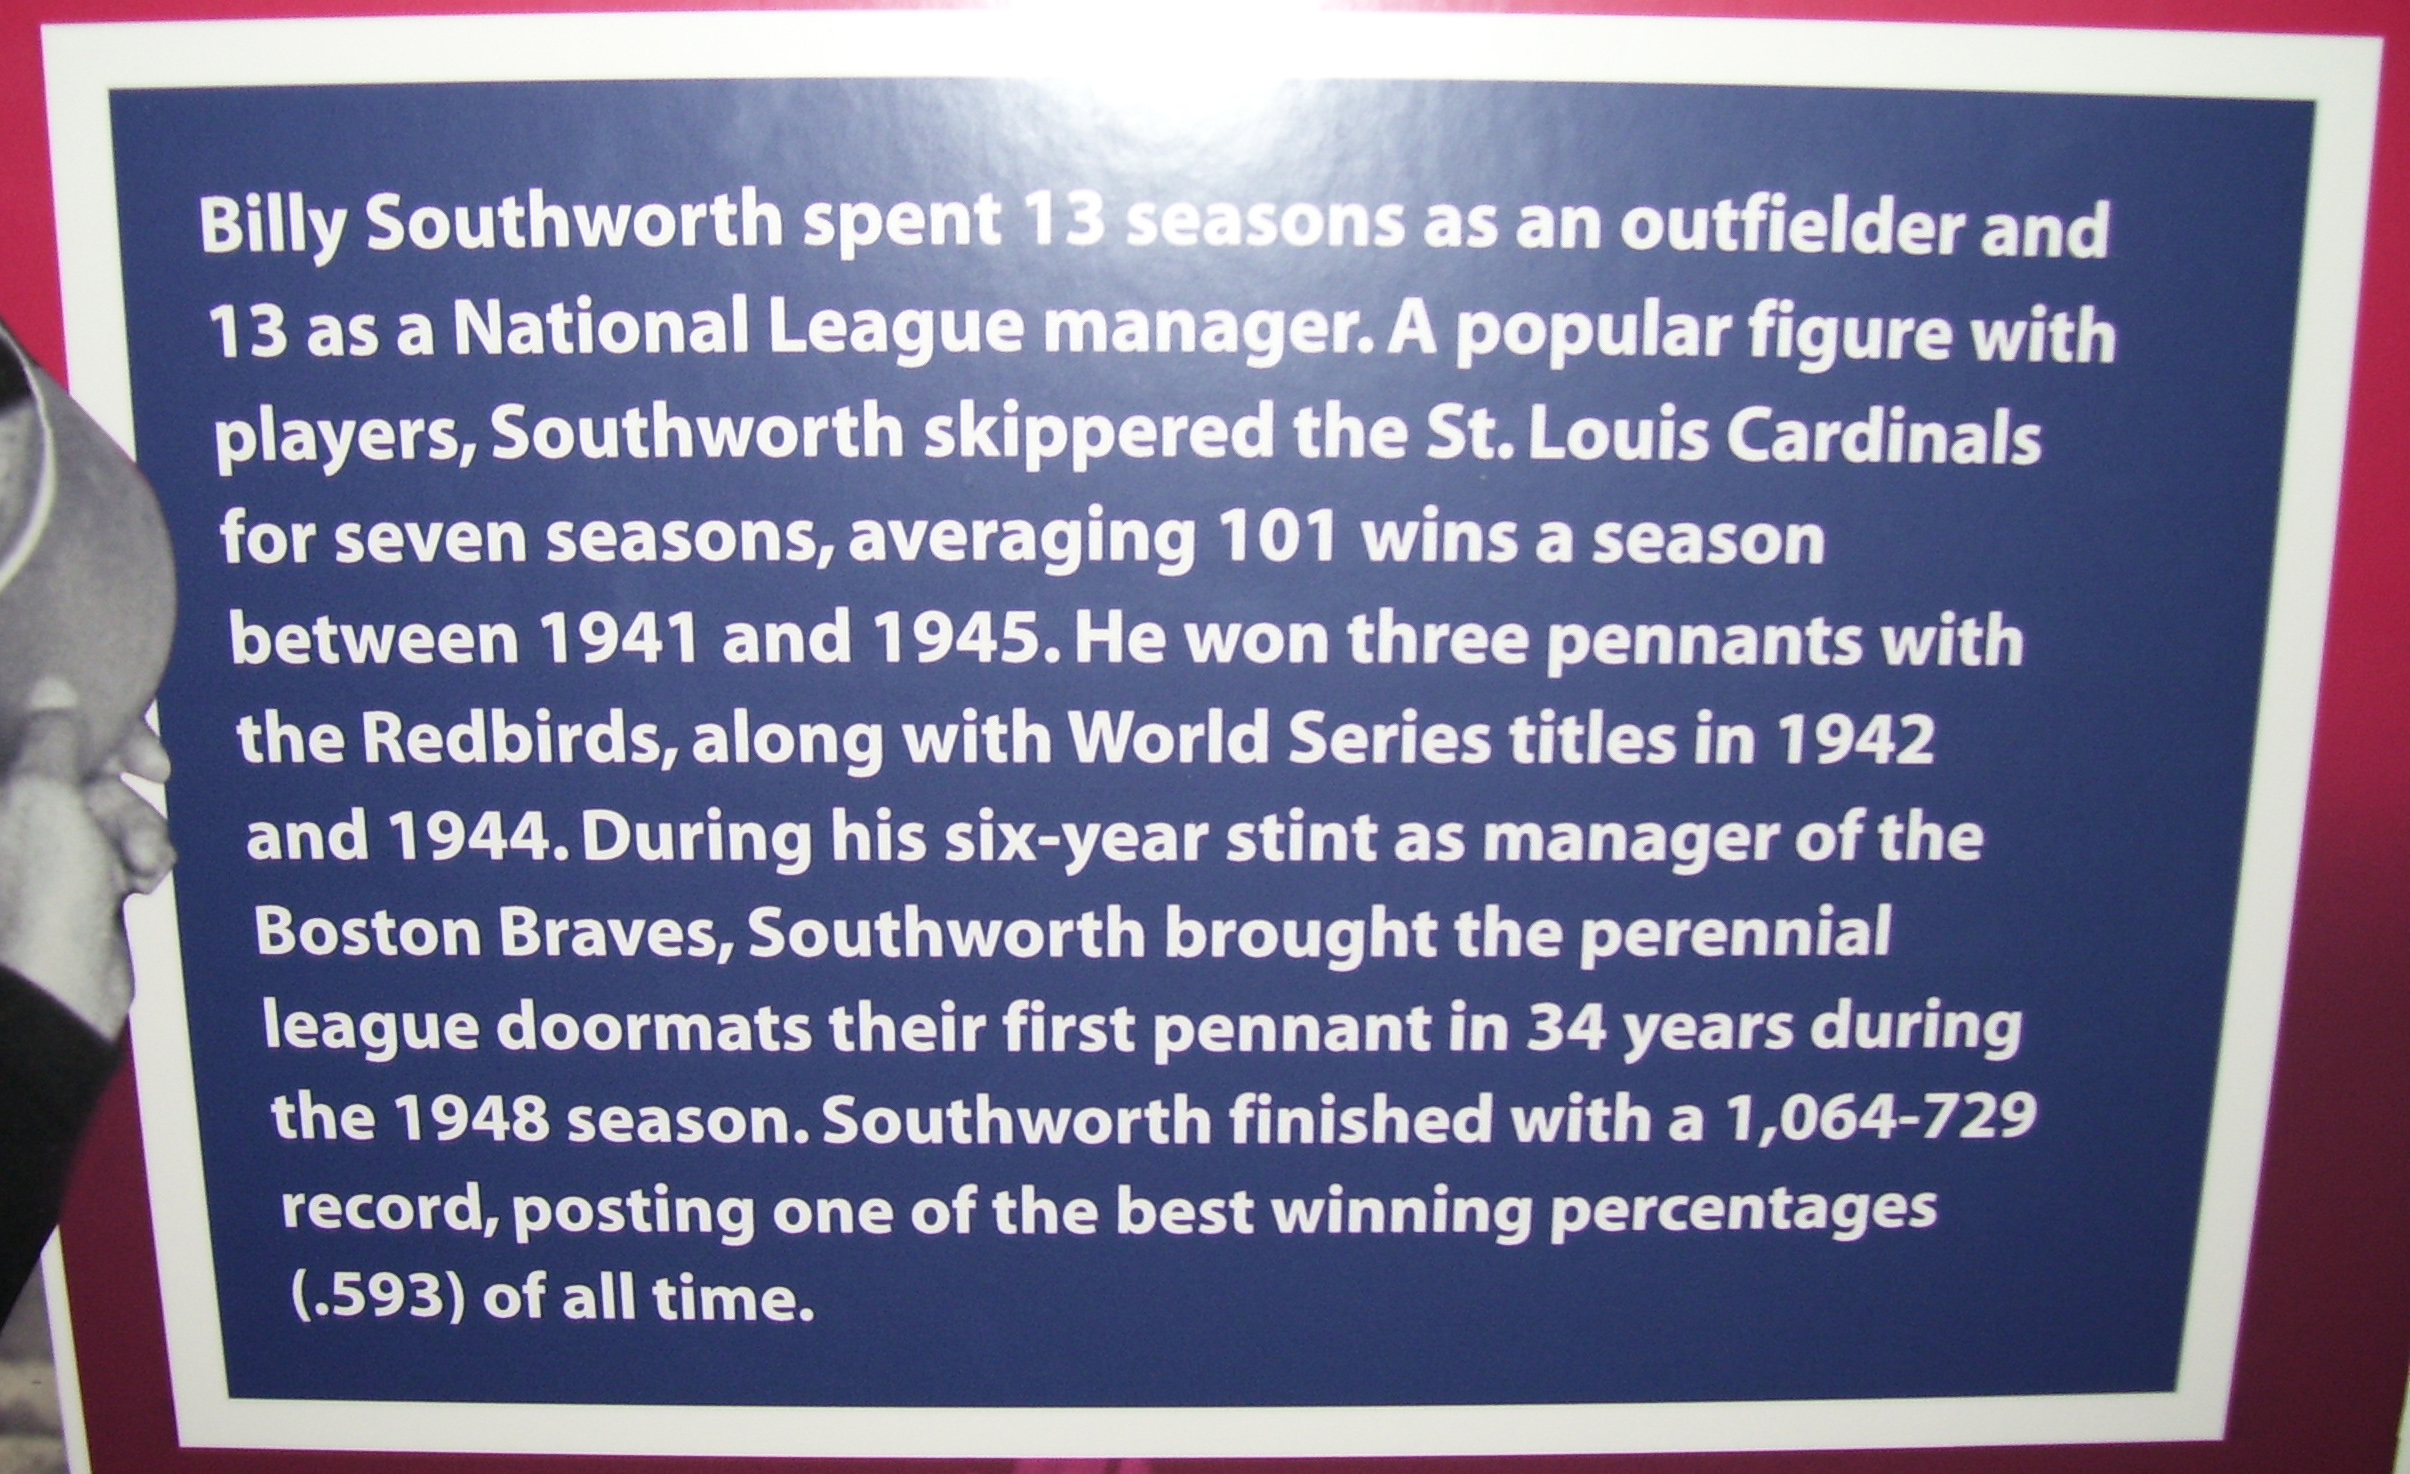 Billy Southworth spent 13 seasons as an outfielder and
13 as a National League manager. A popular figure with
players, Southworth skippered the St. Louis Cardinals
for seven seasons, averaging 101 wins a season
between 1941 and 1945. He won three pennants with
the Redbirds, along with World Series titles in 1942
and 1944. During his six-year stint as manager of the
Boston Braves, Southworth brought the perennial
league doormats their first pennant in 34 years during
the 1948 season. Southworth finished with a 1,064-729
record, posting one of the best winning percentages
(.593) of all time.